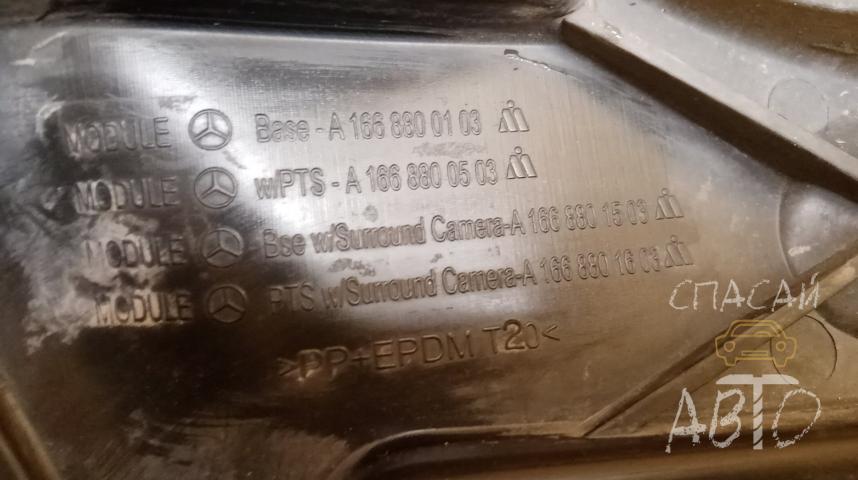 MODULE Base - A 166 880 01 03
MODULE w/PTS - A 166 880 05 03
MODULE Bse w/Surround Camera-A 166 880 15 03
MODULE PTS w/Surround Camera-A 166 880 16 03
>PP+EPDM T20<
СПАСАЙ
АВТО